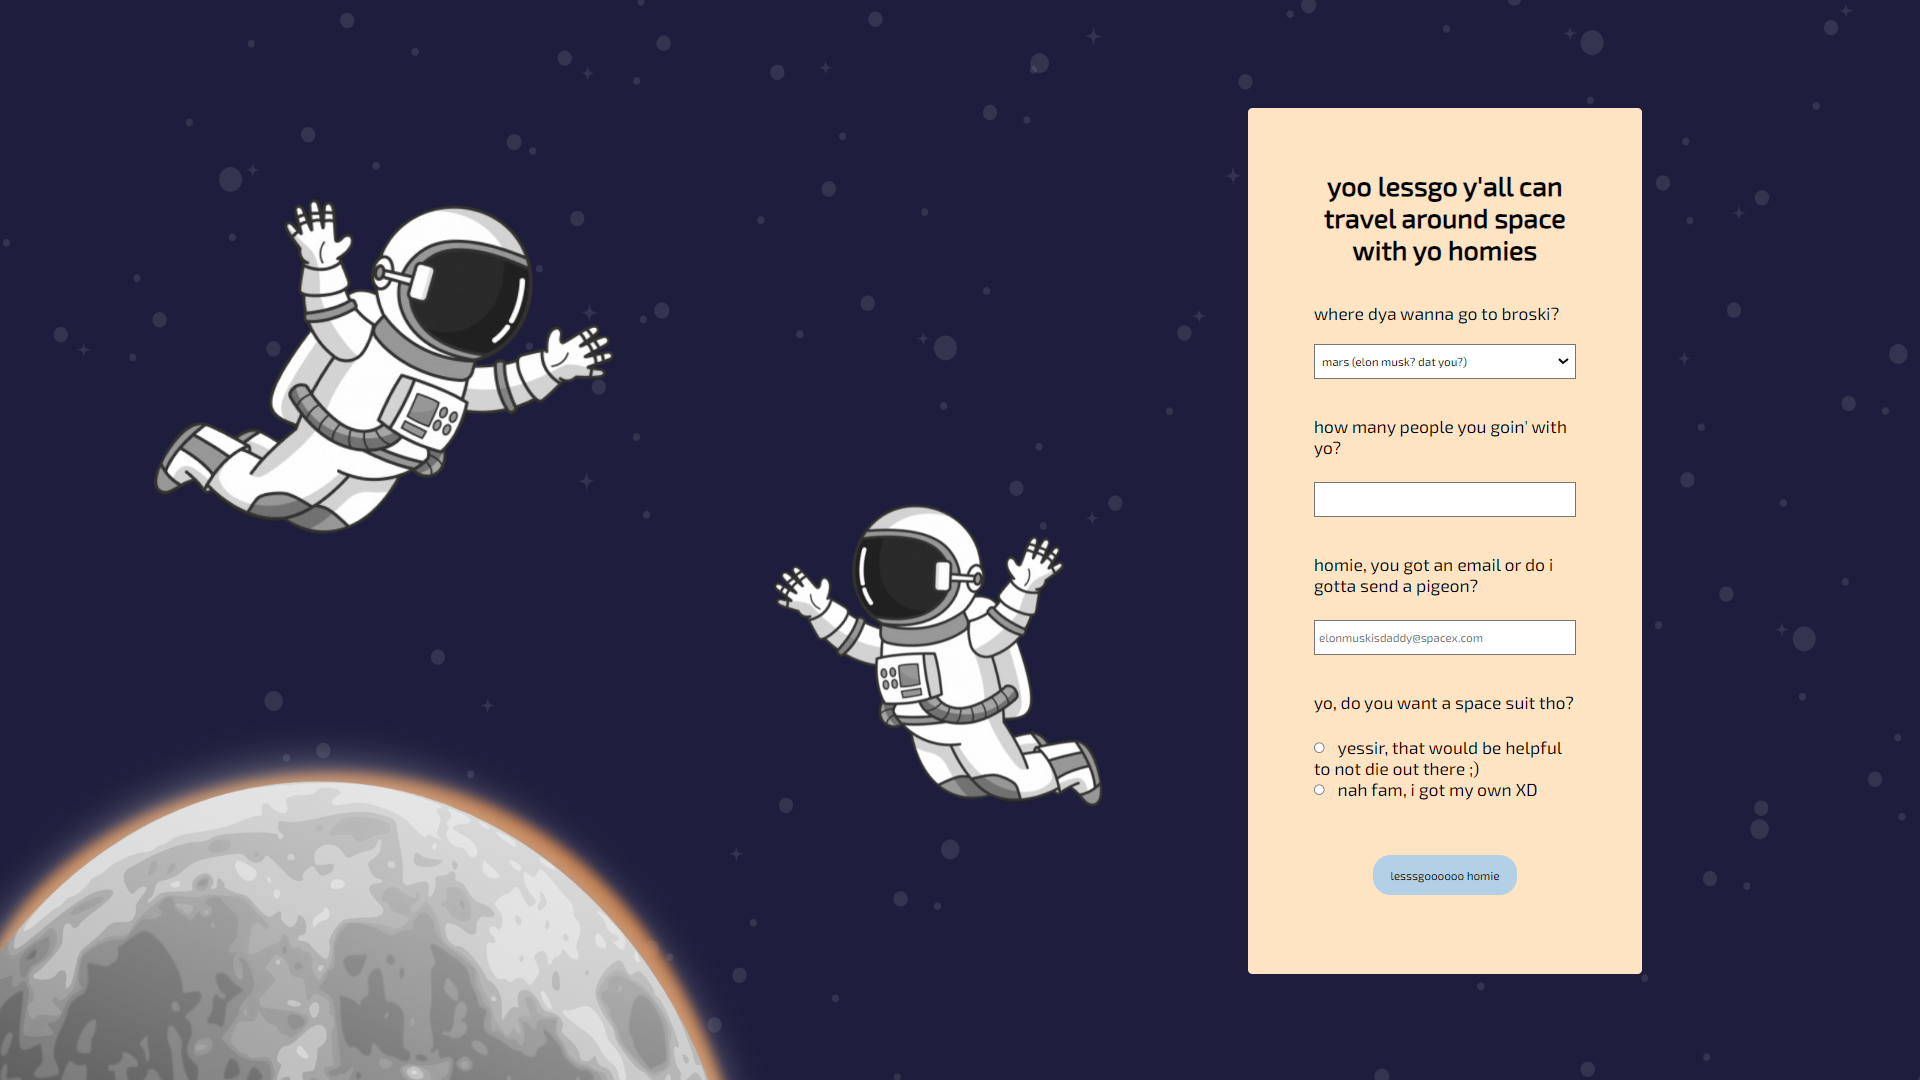 yoo lessgo y'all can
travel around space
with yo homies
where dya wanna go to broski?
mars (elon musk? dat you?)
how many people you goin' with
yo?
homie, you got an email or do i
gotta send a pigeon?
elonmuskisdaddy@spacex.com
yo, do you want a space suit tho?
yessir, that would be helpful
to not die out there ;)
nah fam, i got my own XD
lesssgoooooo homie